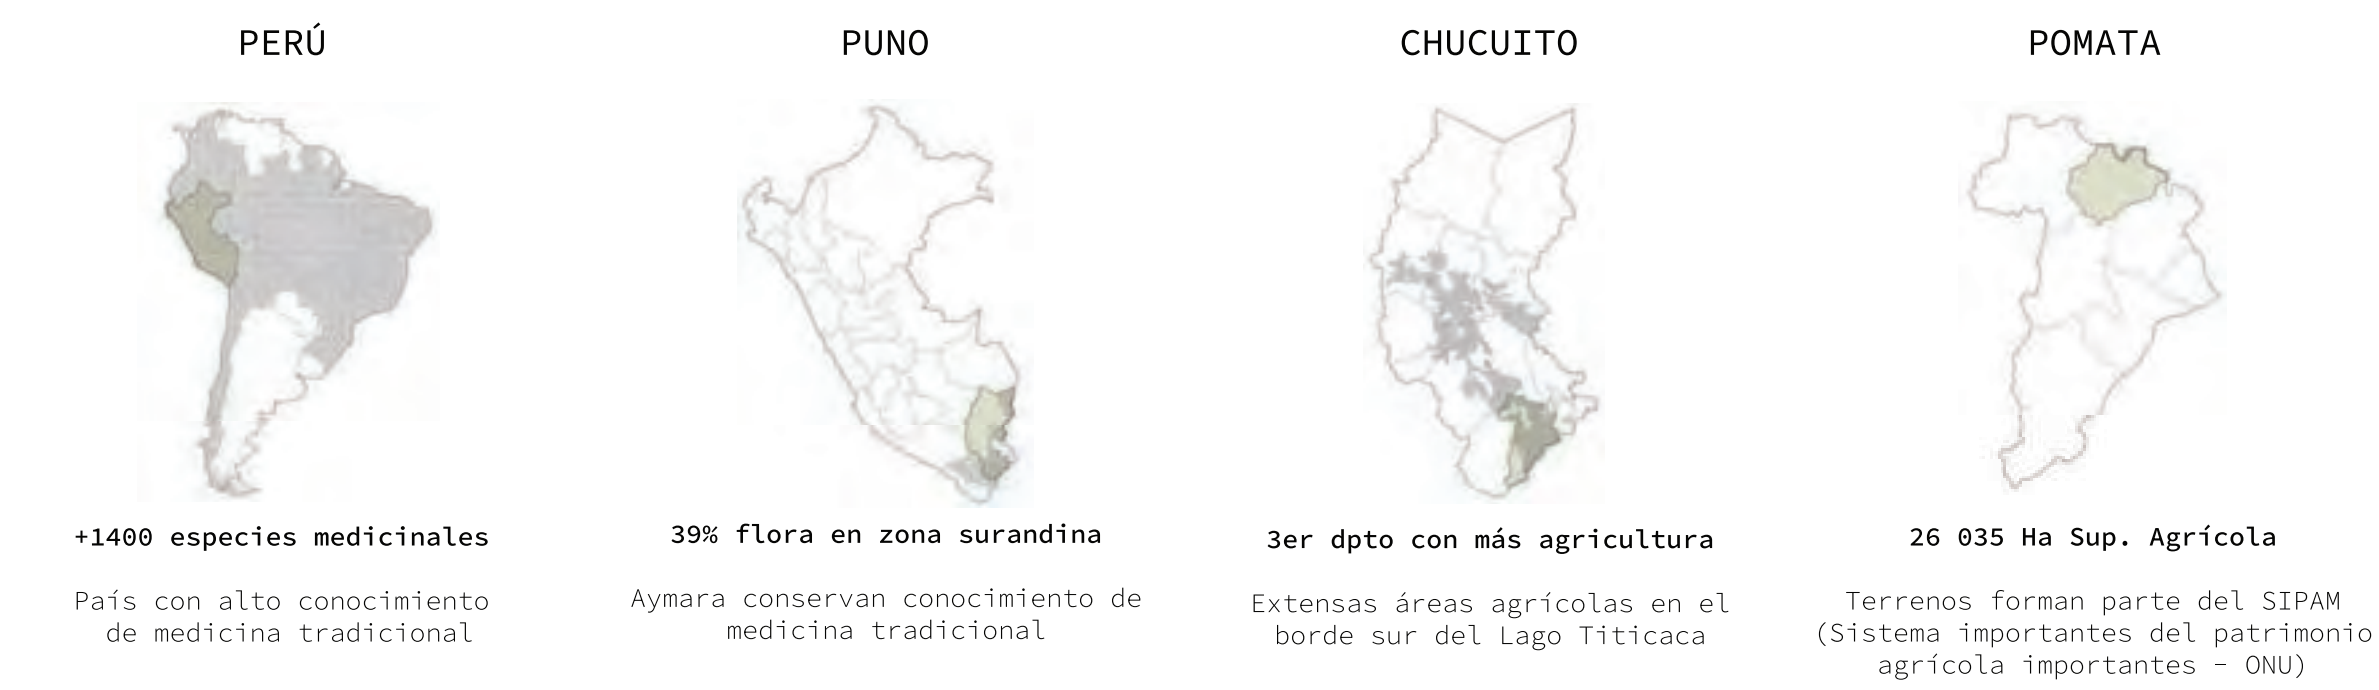 PERÚ
+1400 especies medicinales
País con alto conocimiento
de medicina tradicional
PUNO
39% flora en zona surandina
Aymara conservan conocimiento de
medicina tradicional
CHUCUITO
3er dpto con más agricultura
Extensas áreas agrícolas en el
borde sur del Lago Titicaca
POMATA
26 035 Ha Sup. Agrícola
Terrenos forman parte del SIPAM
(Sistema importantes del patrimonio
agrícola importantes - ONU)